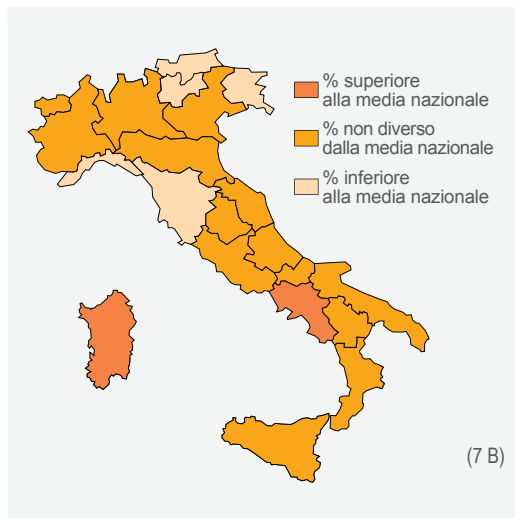 % superiore
alla media nazionale
% non diverso
dalla media nazionale
% inferiore
alla media nazionale
(7 B)